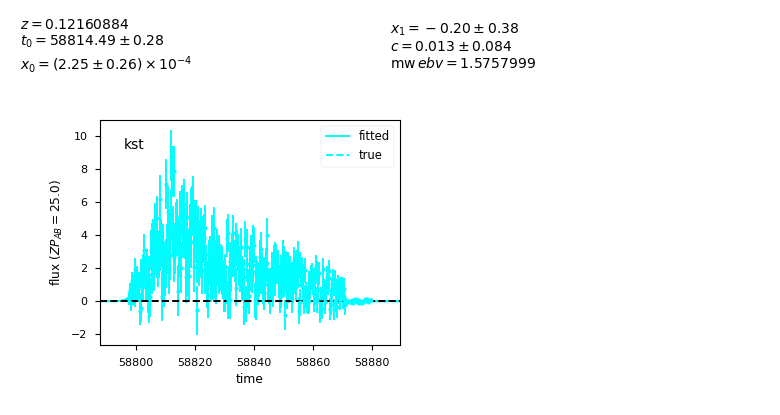 z = 0.12160884
t₀ = 58814.49 ± 0.28
x₀ = (2.25 ± 0.26) × 10⁻⁴
x₁ = −0.20 ± 0.38
c = 0.013 ± 0.084
mw ebv = 1.5757999
kst
fitted
true
flux (ZP_AB = 25.0)
10
8
6
4
2
0
−2
58800 58820 58840 58860 58880
time